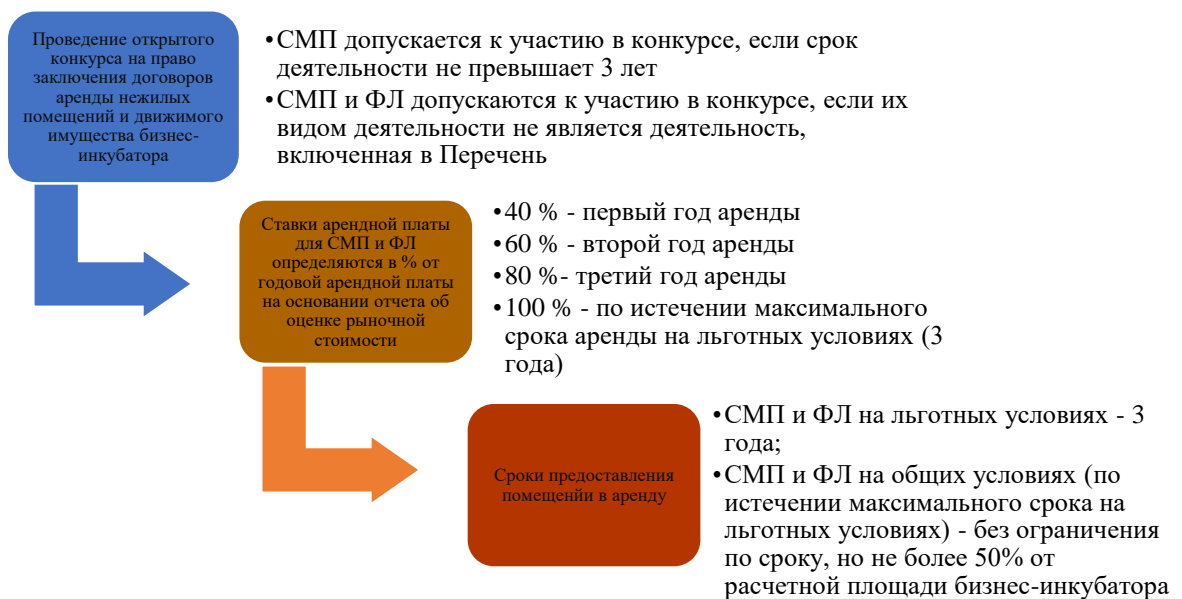 Проведение открытого
конкурса на право
заключения договоров
аренды нежилых
помещений и движимого
имущества бизнес-
инкубатора
•СМП допускается к участию в конкурсе, если срок
деятельности не превышает 3 лет
•СМП и ФЛ допускаются к участию в конкурсе, если их
видом деятельности не является деятельность,
включенная в Перечень
Ставки арендной платы
для СМП и ФЛ
определяются в % от
годовой арендной платы
на основании отчета об
оценке рыночной
стоимости
•40 % - первый год аренды
•60 % - второй год аренды
•80 %- третий год аренды
•100 % - по истечении максимального
срока аренды на льготных условиях (3
года)
Сроки предоставления
помещенйи в аренду
•СМП и ФЛ на льготных условиях - 3
года;
•СМП и ФЛ на общих условиях (по
истечении максимального срока на
льготных условиях) - без ограничения
по сроку, но не более 50% от
расчетной площади бизнес-инкубатора